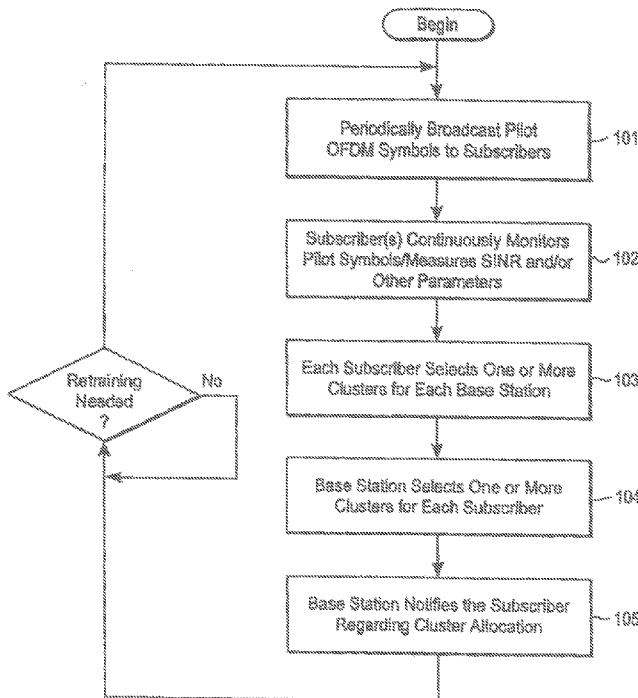 Begin
Periodically Broadcast Pilot
OFDM Symbols to Subscribers
101
Subscriber(s) Continuously Monitors
Pilot Symbols/Measures SINR and/or
Other Parameters
102
Each Subscriber Selects One or More
Clusters for Each Base Station
103
Base Station Selects One or More
Clusters for Each Subscriber
104
Base Station Notifies the Subscriber
Regarding Cluster Allocation
105
Retraining
Needed
?
No